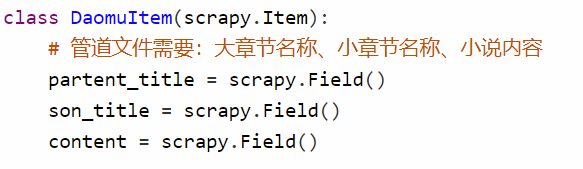 class DaomuItem(scrapy.Item):
    # 管道文件需要：大章节名称、小章节名称、小说内容
    partent_title = scrapy.Field()
    son_title = scrapy.Field()
    content = scrapy.Field()